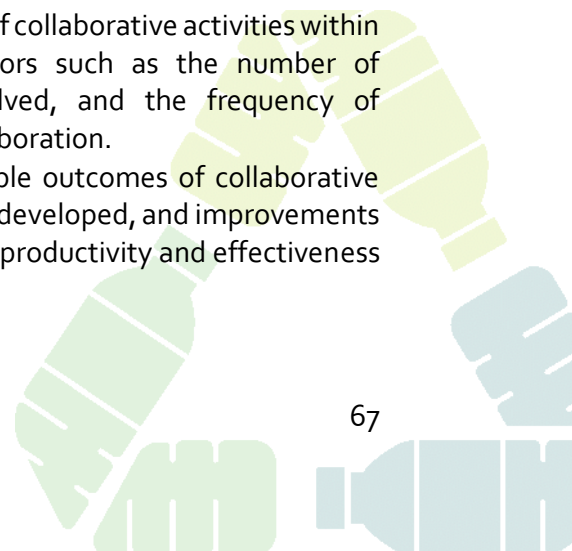 of collaborative activities within
ors such as the number of
lved, and the frequency of
boration.
ble outcomes of collaborative
developed, and improvements
productivity and effectiveness
67